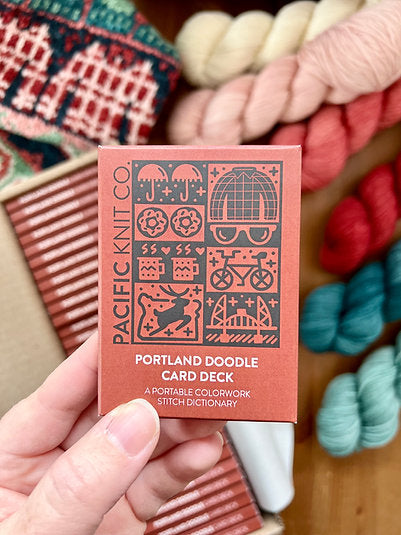 PACIFIC KNIT CO.
PORTLAND DOODLE
CARD DECK
A PORTABLE COLORWORK
STITCH DICTIONARY